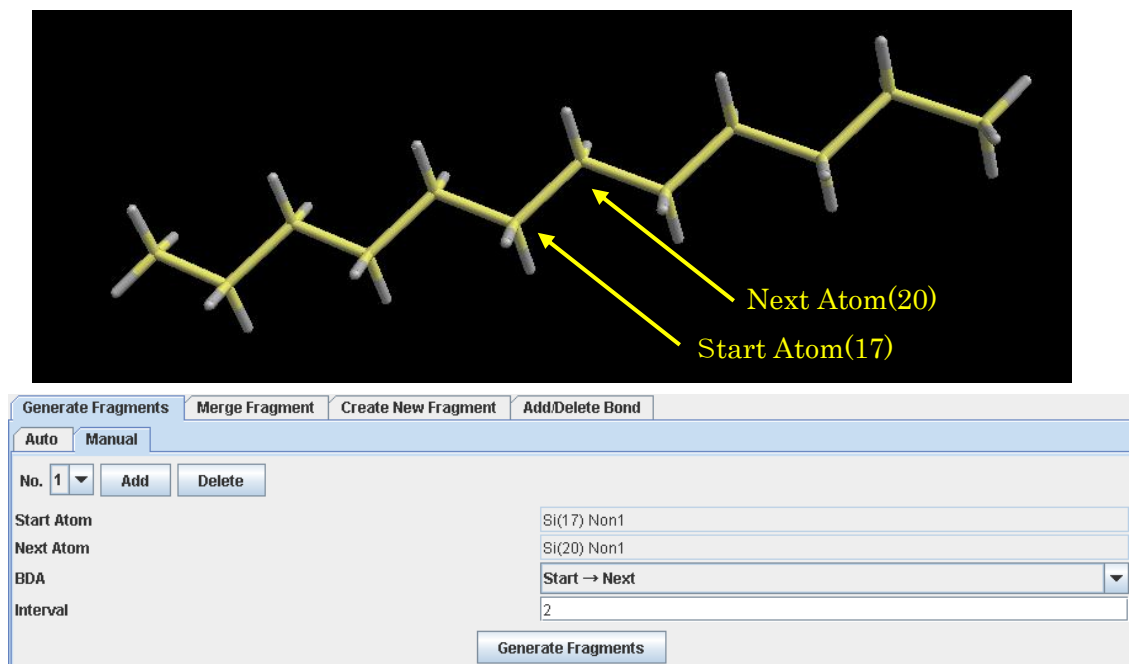 Next Atom(20)
Start Atom(17)
Generate Fragments Merge Fragment Create New Fragment Add/Delete Bond
Auto Manual
No. 1 Add Delete
Start Atom Si(17) Non1
Next Atom Si(20) Non1
BDA Start → Next
Interval 2
Generate Fragments